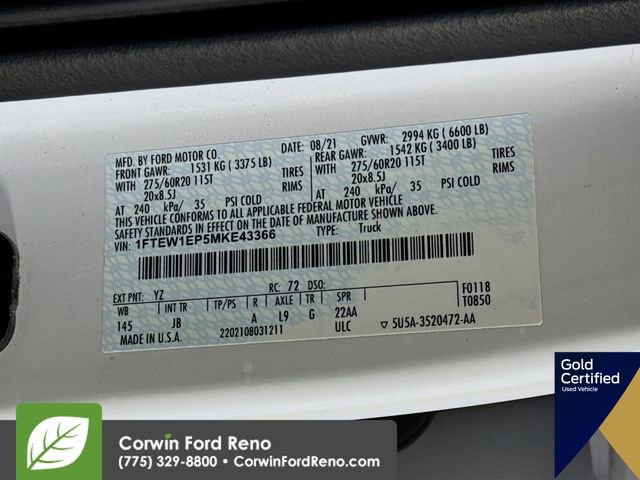 MFD. BY FORD MOTOR CO. DATE: 08/21 GVWR: 2994 KG ( 6600 LB)
FRONT GAWR: 1531 KG ( 3375 LB) REAR GAWR: 1542 KG ( 3400 LB)
WITH 275/60R20 115T TIRES WITH 275/60R20 115T TIRES
20x8.5J RIMS 20x8.5J RIMS
AT 240 kPa/ 35 PSI COLD AT 240 kPa/ 35 PSI COLD
THIS VEHICLE CONFORMS TO ALL APPLICABLE FEDERAL MOTOR VEHICLE
SAFETY STANDARDS IN EFFECT ON THE DATE OF MANUFACTURE SHOWN ABOVE.
VIN: 1FTEW1EP5MKE43366 TYPE: Truck
F0118
T0850
EXT PNT: YZ RC: 72 DSO:
WB INT TR TP/PS R AXLE TR SPR
145 JB A L9 G 22AA
MADE IN U.S.A. 2202108031211 ULC 5U5A-3520472-AA
Gold
Certified
Used Vehicle
Corwin Ford Reno
(775) 329-8800 • CorwinFordReno.com